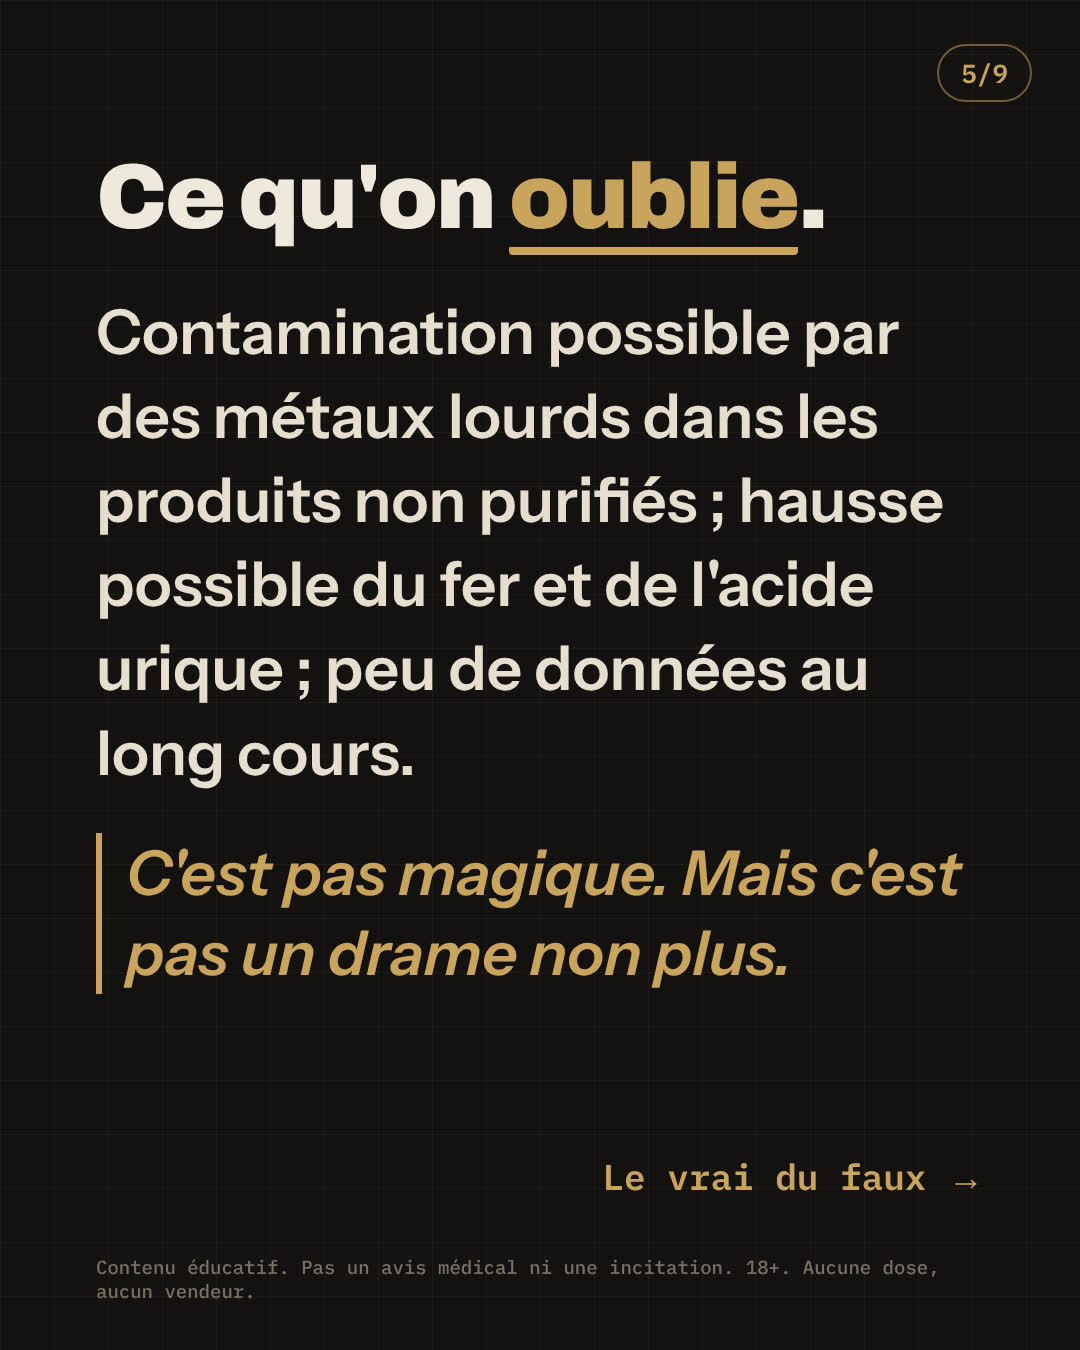 5/9
Ce qu'on oublie.
Contamination possible par
des métaux lourds dans les
produits non purifiés ; hausse
possible du fer et de l'acide
urique ; peu de données au
long cours.
C'est pas magique. Mais c'est
pas un drame non plus.
Le vrai du faux →
Contenu éducatif. Pas un avis médical ni une incitation. 18+. Aucune dose,
aucun vendeur.